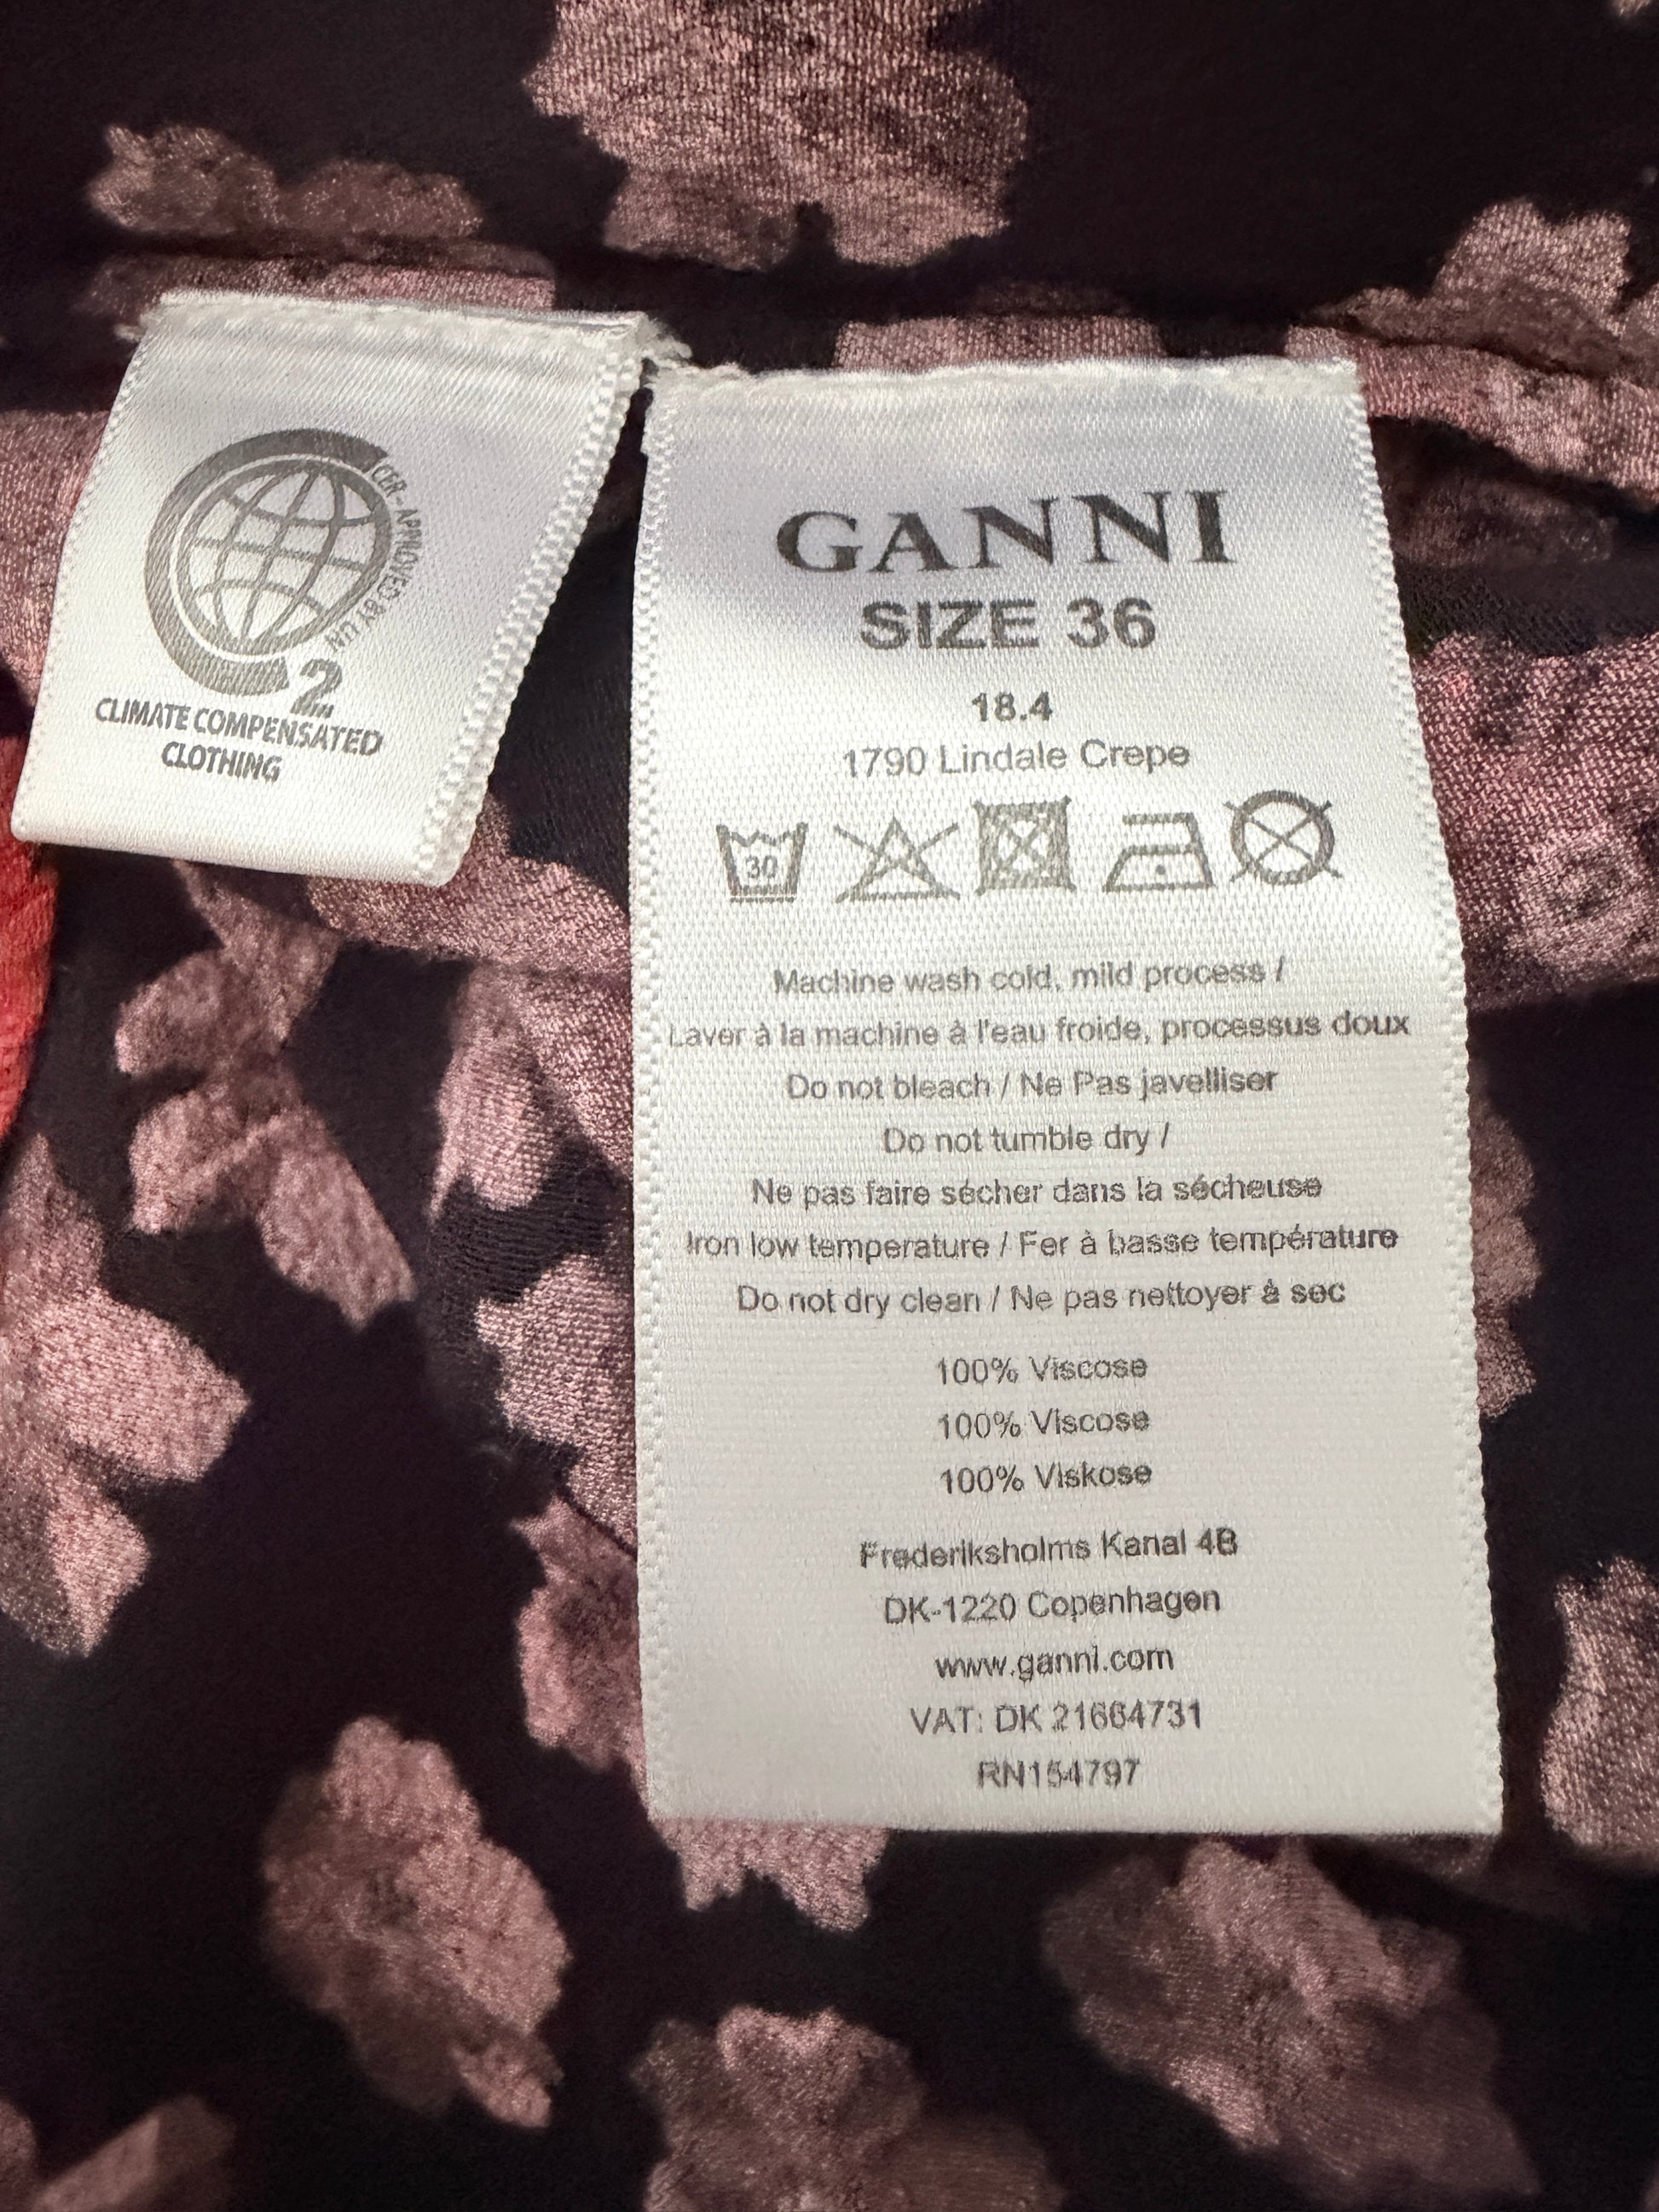 CER - APPROVED BY UN
2
CLIMATE COMPENSATED
CLOTHING
GANNI
SIZE 36
18.4
1790 Lindale Crepe
30
Machine wash cold, mild process /
Laver à la machine à l'eau froide, processus doux
Do not bleach / Ne Pas javelliser
Do not tumble dry /
Ne pas faire sécher dans la sécheuse
Iron low temperature / Fer à basse température
Do not dry clean / Ne pas nettoyer à sec
100% Viscose
100% Viscose
100% Viskose
Frederiksholms Kanal 4B
DK-1220 Copenhagen
www.ganni.com
VAT: DK 21664731
RN154797